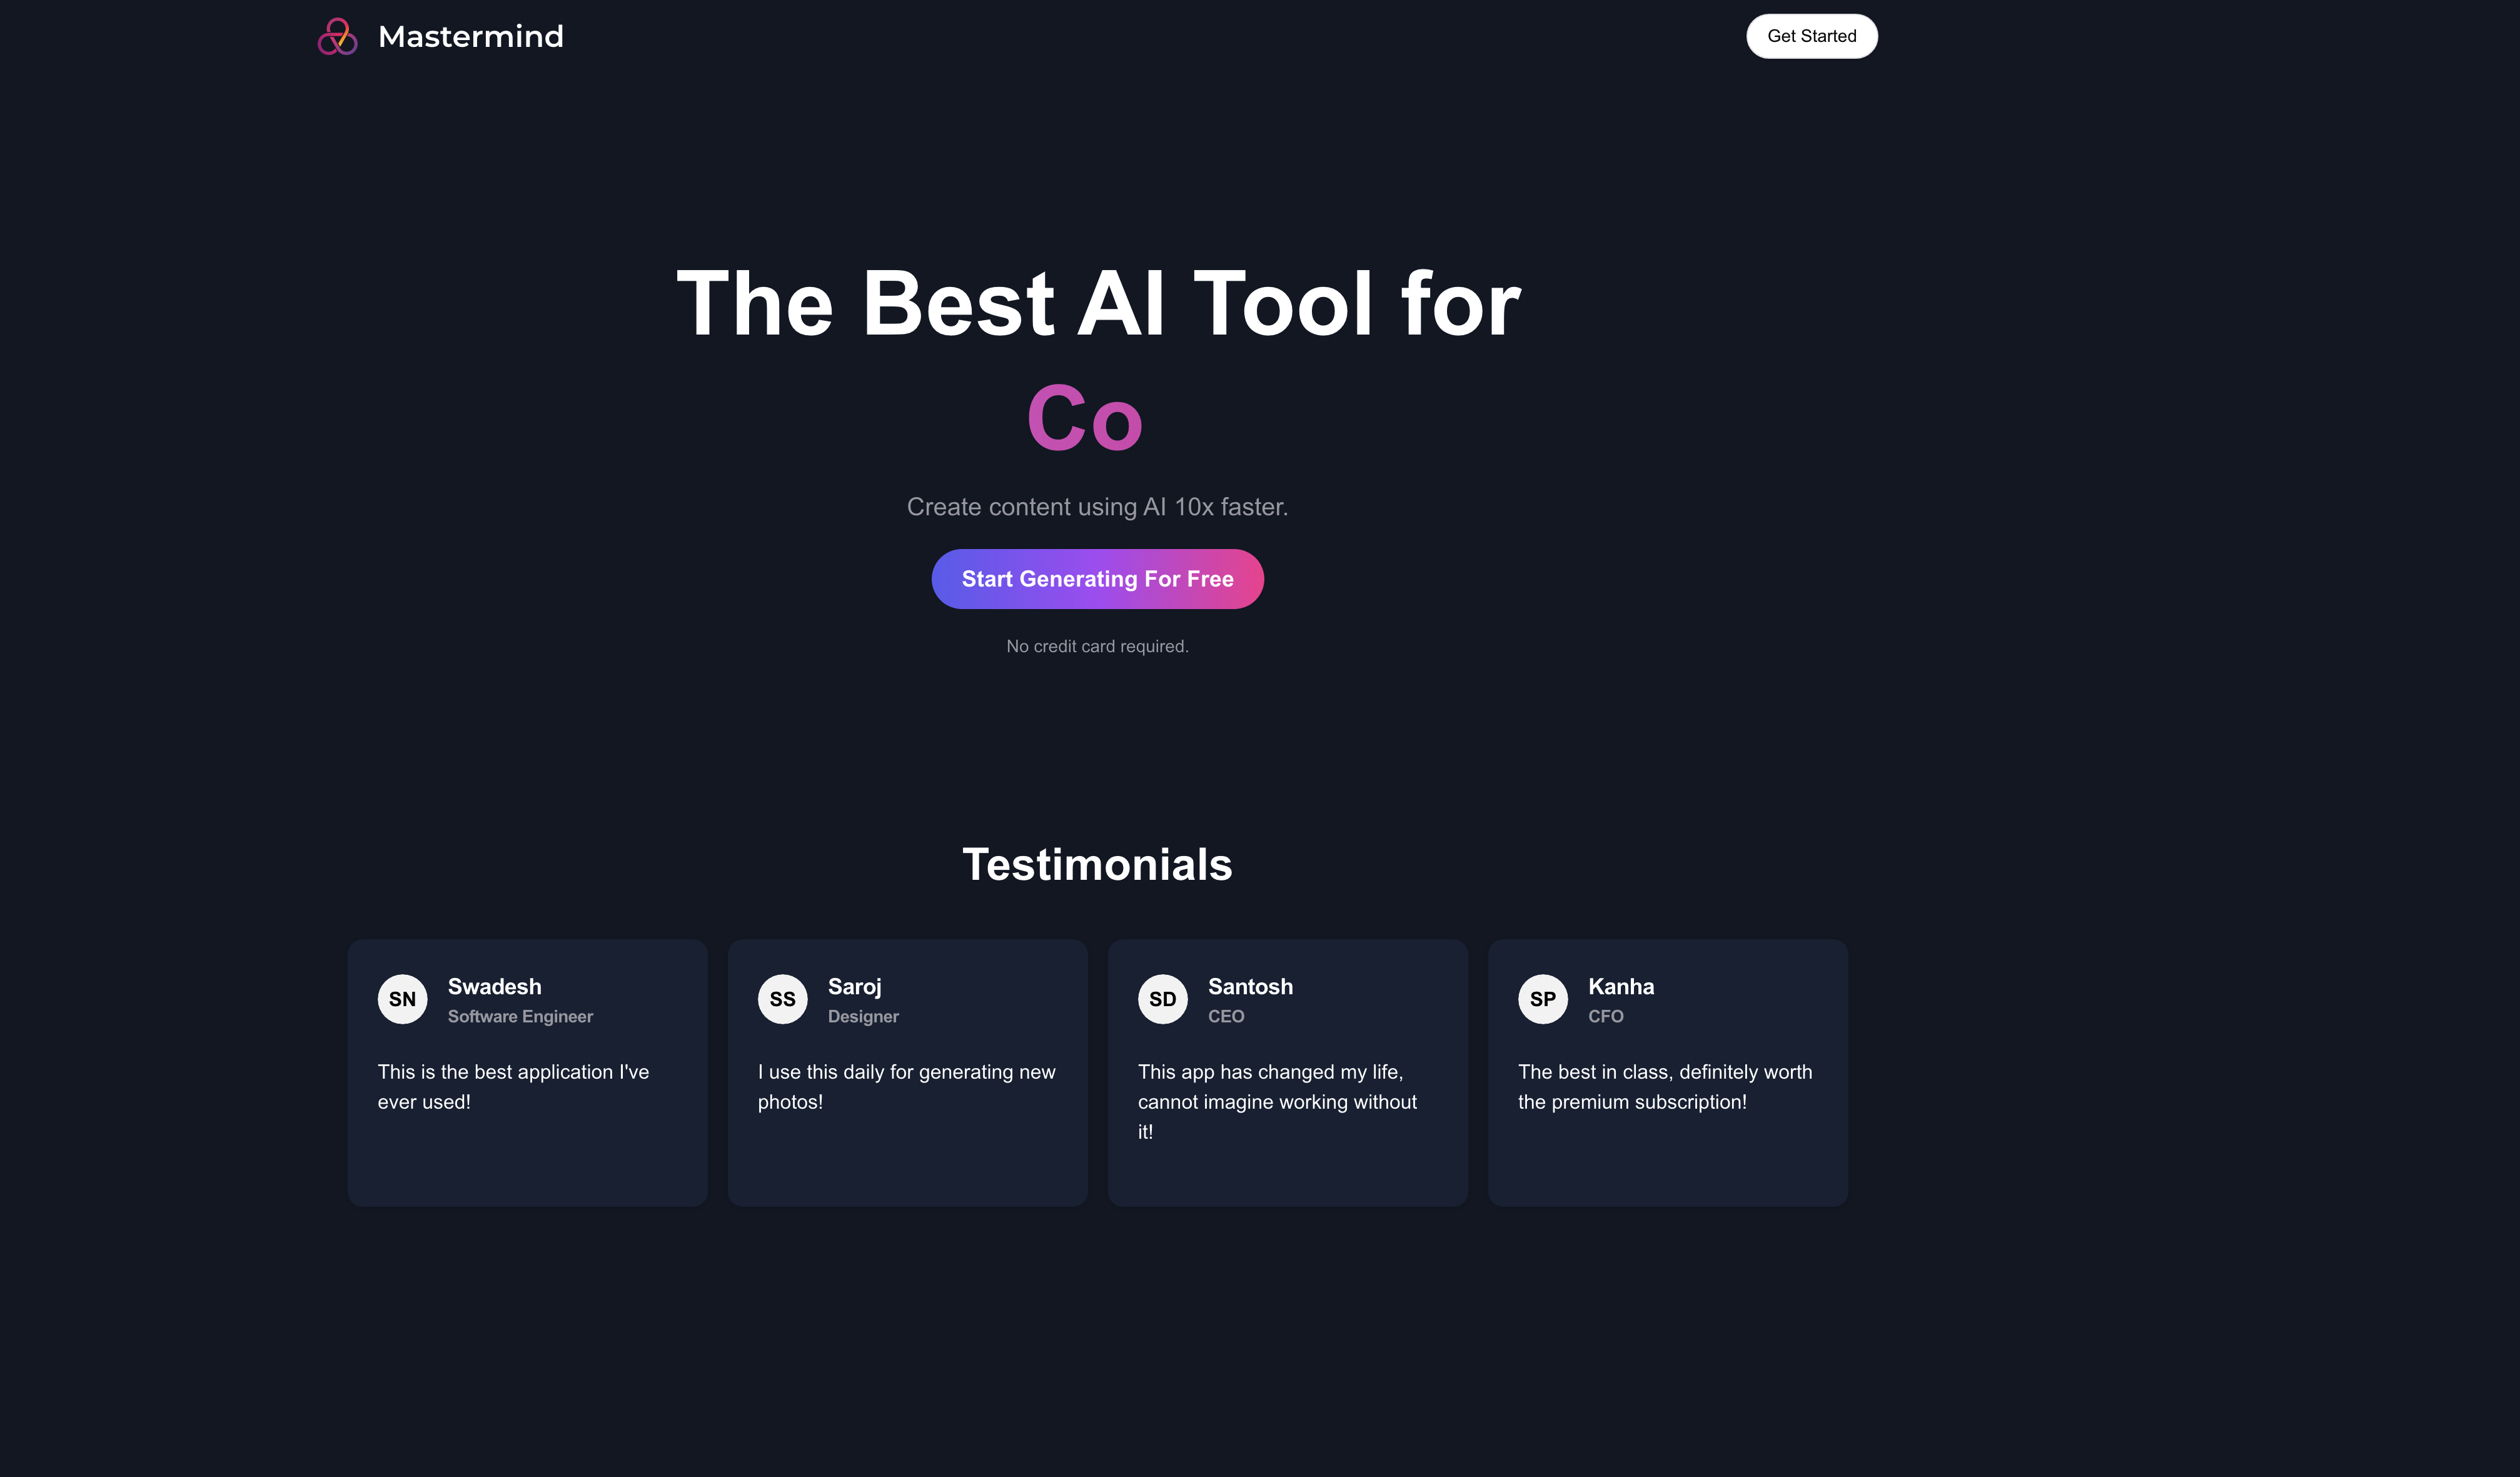 Mastermind
Get Started
The Best AI Tool for
Co
Create content using AI 10x faster.
Start Generating For Free
No credit card required.
Testimonials
SN
Swadesh
Software Engineer
This is the best application I've
ever used!
SS
Saroj
Designer
I use this daily for generating new
photos!
SD
Santosh
CEO
This app has changed my life,
cannot imagine working without
it!
SP
Kanha
CFO
The best in class, definitely worth
the premium subscription!